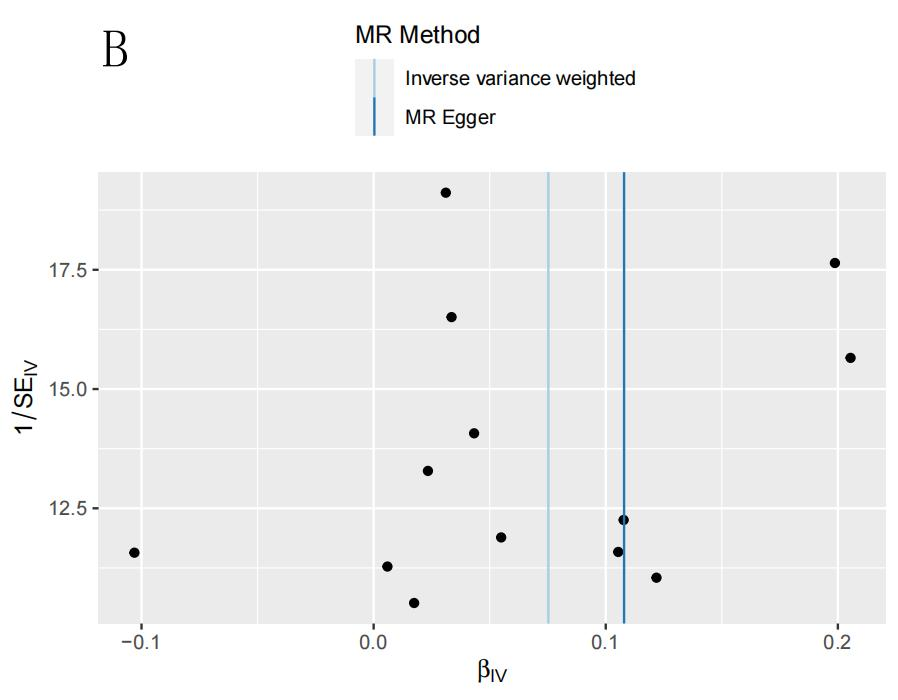 B
MR Method
Inverse variance weighted
MR Egger
17.5
15.0
12.5
1/SEIV
−0.1 0.0 0.1 0.2
βIV